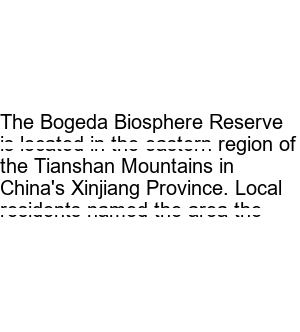 The Bogeda Biosphere Reserve
is located in the eastern region of
the Tianshan Mountains in
China's Xinjiang Province. Local
residents named the area the